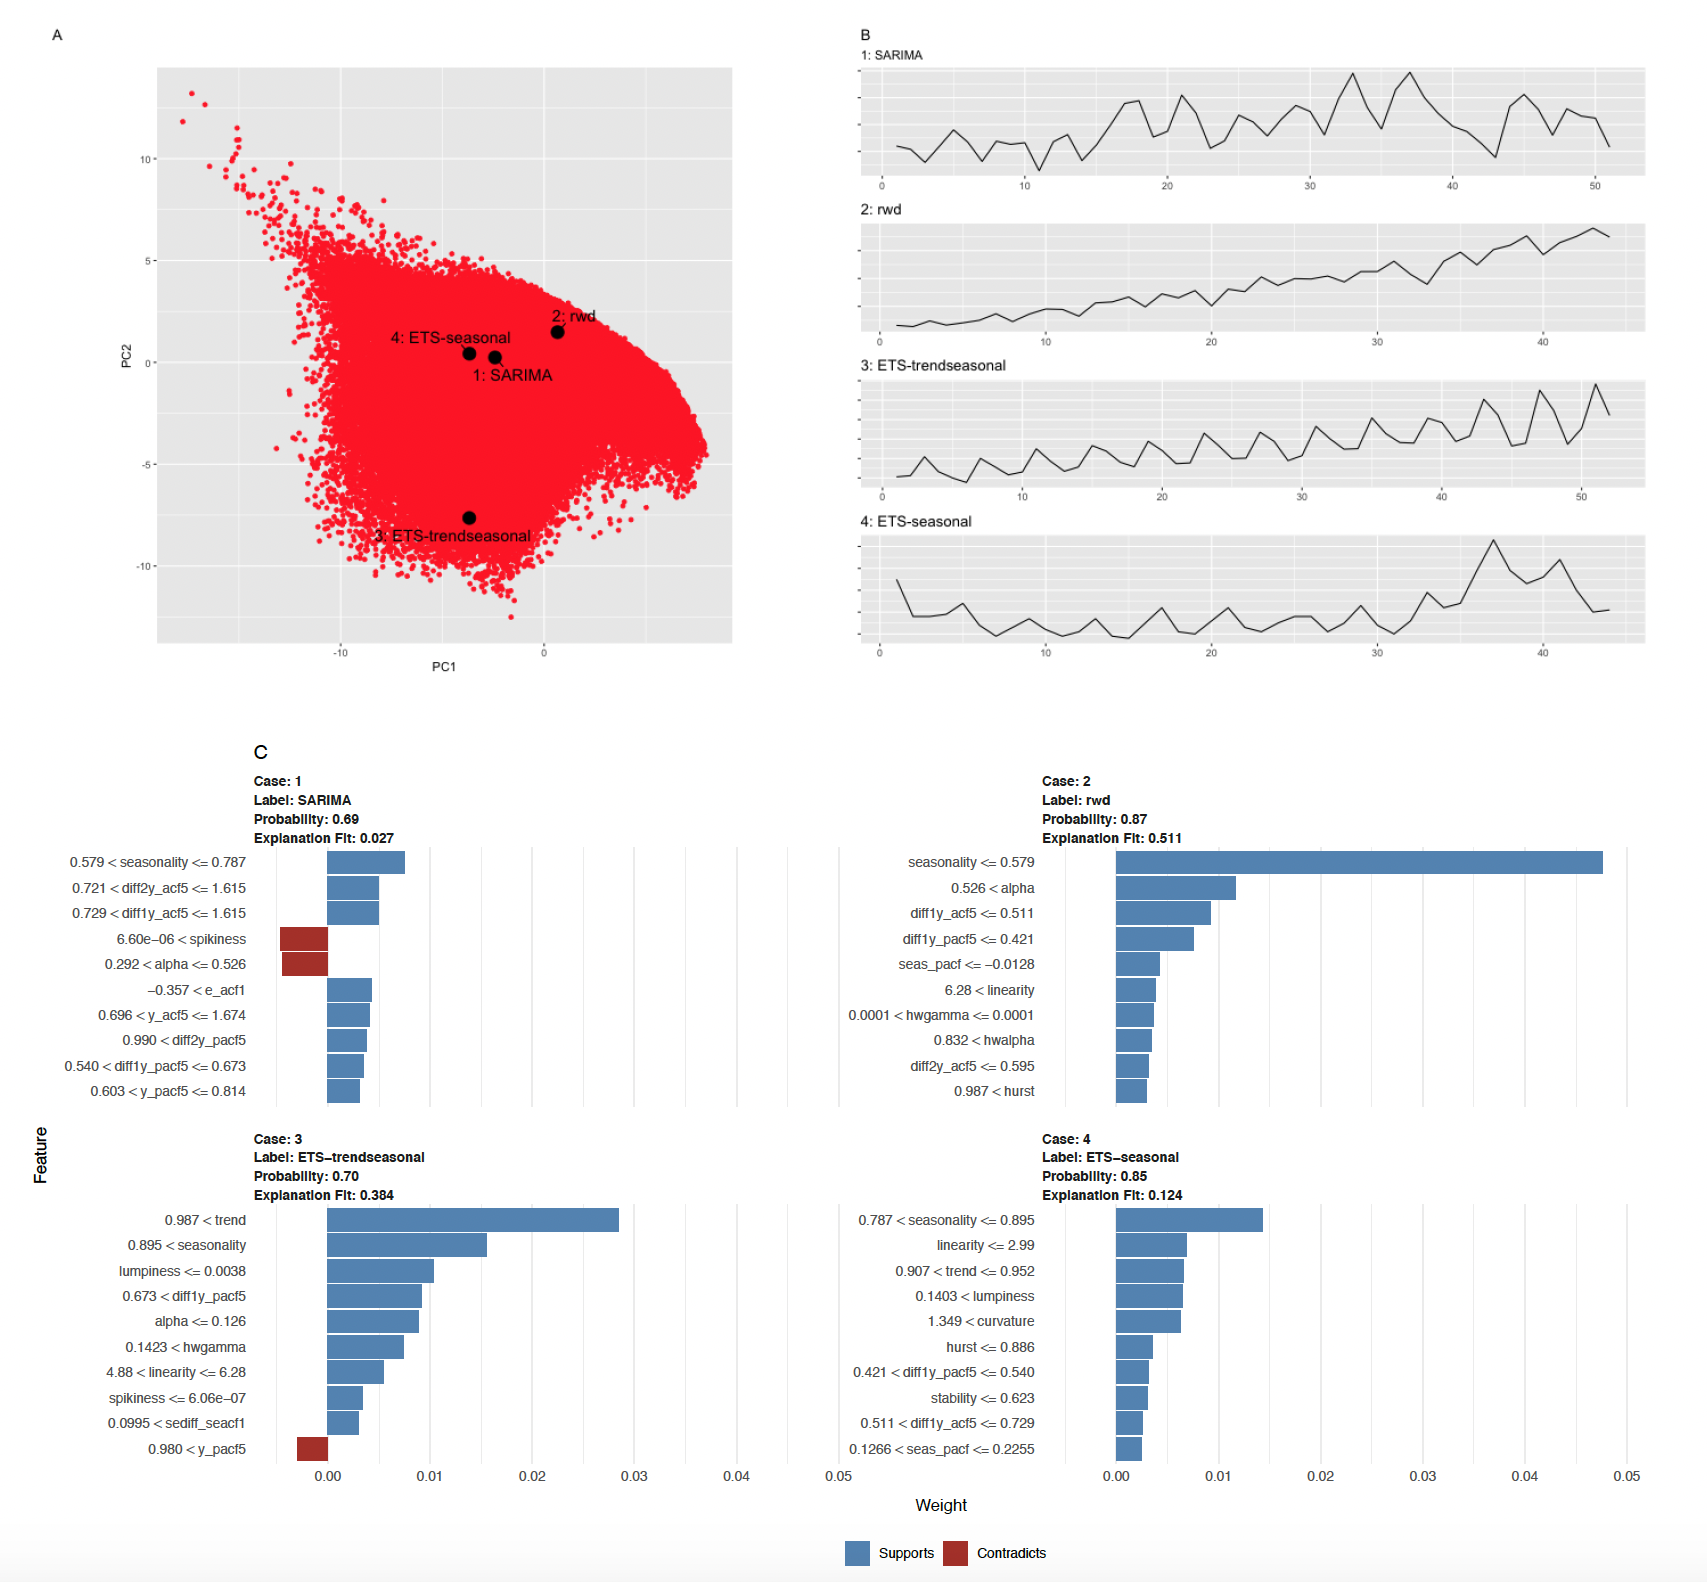 A
10
5
0
-5
-10
-10
0
PC2
PC1
2: rwd
4: ETS-seasonal
1: SARIMA
3: ETS-trendseasonal
B
1: SARIMA
0 10 20 30 40 50
2: rwd
0 10 20 30 40
3: ETS-trendseasonal
0 10 20 30 40 50
4: ETS-seasonal
0 10 20 30 40
C
Case: 1
Label: SARIMA
Probability: 0.69
Explanation Fit: 0.027
0.579 < seasonality <= 0.787
0.721 < diff2y_acf5 <= 1.615
0.729 < diff1y_acf5 <= 1.615
6.60e−06 < spikiness
0.292 < alpha <= 0.526
−0.357 < e_acf1
0.696 < y_acf5 <= 1.674
0.990 < diff2y_pacf5
0.540 < diff1y_pacf5 <= 0.673
0.603 < y_pacf5 <= 0.814
Case: 2
Label: rwd
Probability: 0.87
Explanation Fit: 0.511
seasonality <= 0.579
0.526 < alpha
diff1y_acf5 <= 0.511
diff1y_pacf5 <= 0.421
seas_pacf <= −0.0128
6.28 < linearity
0.0001 < hwgamma <= 0.0001
0.832 < hwalpha
diff2y_acf5 <= 0.595
0.987 < hurst
Feature
Case: 3
Label: ETS−trendseasonal
Probability: 0.70
Explanation Fit: 0.384
0.987 < trend
0.895 < seasonality
lumpiness <= 0.0038
0.673 < diff1y_pacf5
alpha <= 0.126
0.1423 < hwgamma
4.88 < linearity <= 6.28
spikiness <= 6.06e−07
0.0995 < sediff_seacf1
0.980 < y_pacf5
0.00 0.01 0.02 0.03 0.04 0.05
Case: 4
Label: ETS−seasonal
Probability: 0.85
Explanation Fit: 0.124
0.787 < seasonality <= 0.895
linearity <= 2.99
0.907 < trend <= 0.952
0.1403 < lumpiness
1.349 < curvature
hurst <= 0.886
0.421 < diff1y_pacf5 <= 0.540
stability <= 0.623
0.511 < diff1y_acf5 <= 0.729
0.1266 < seas_pacf <= 0.2255
0.00 0.01 0.02 0.03 0.04 0.05
Weight
Supports Contradicts